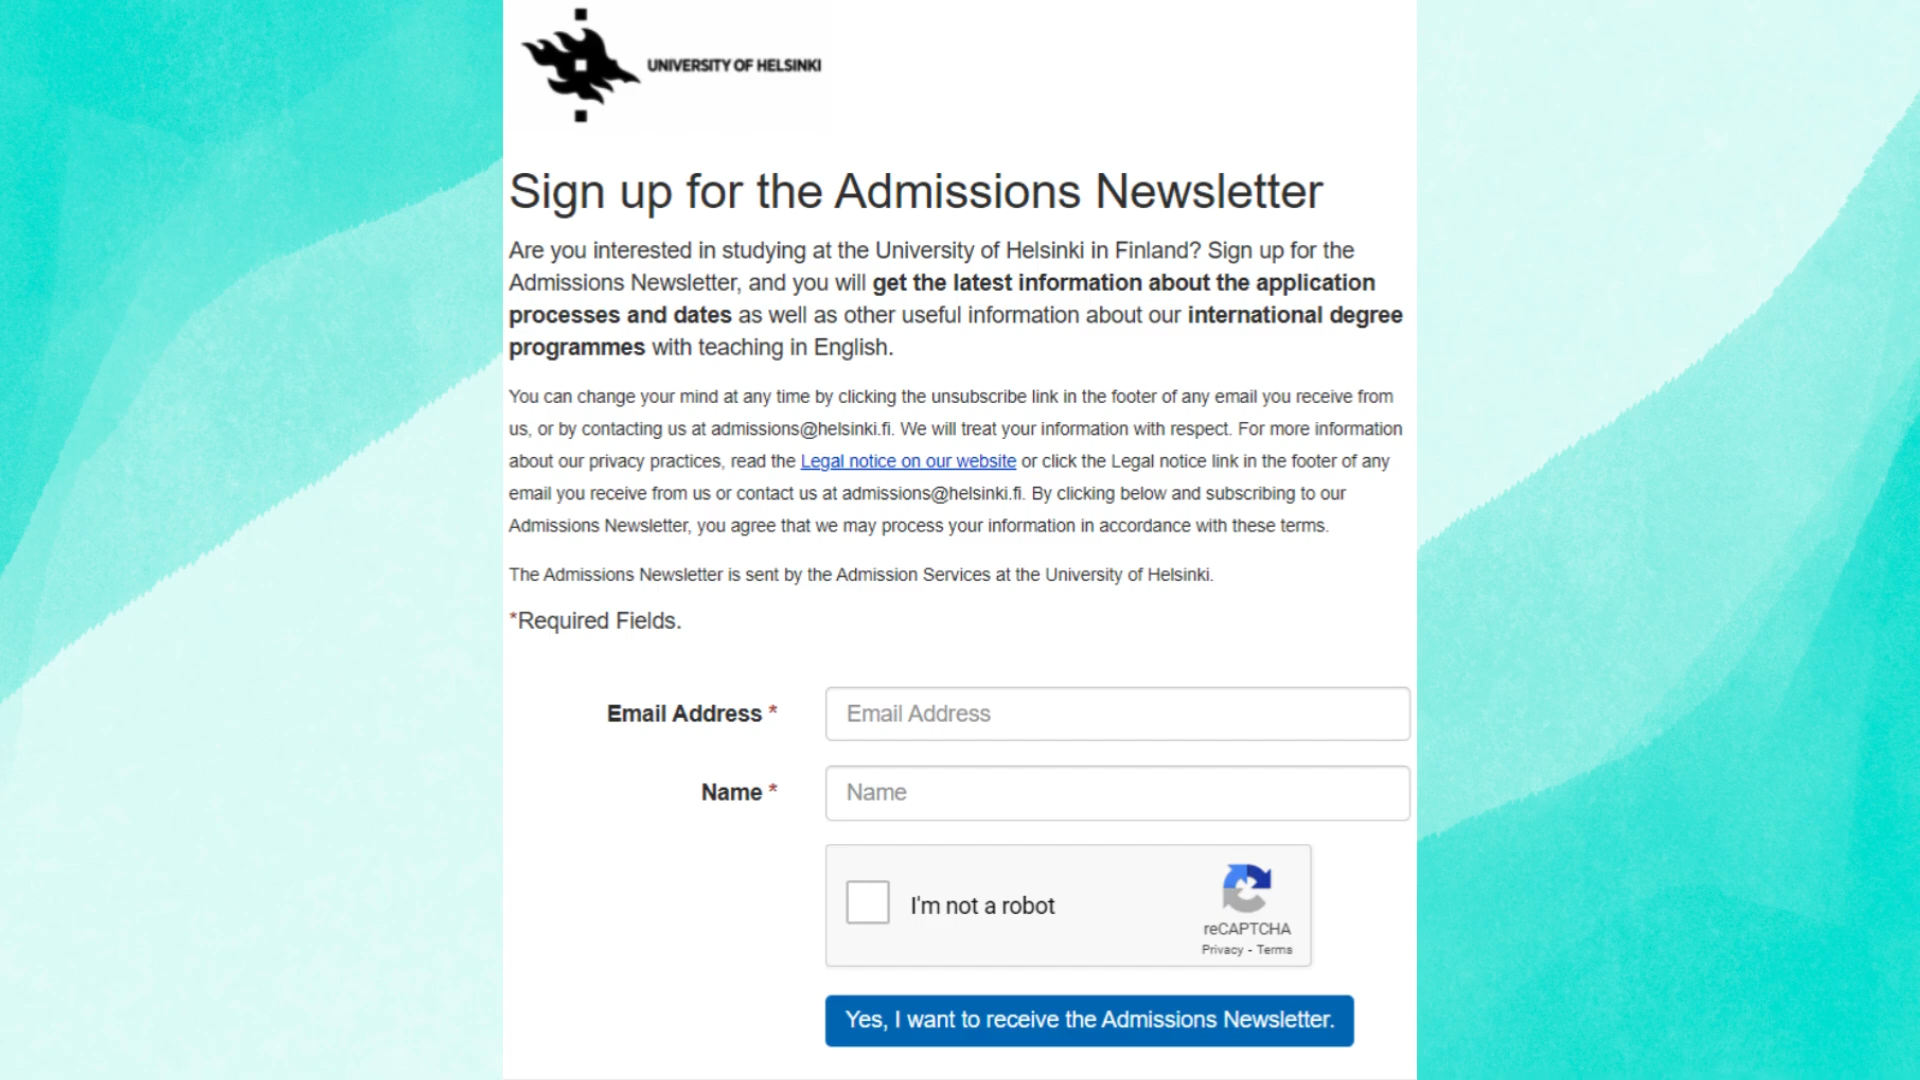 UNIVERSITY OF HELSINKI
Sign up for the Admissions Newsletter
Are you interested in studying at the University of Helsinki in Finland? Sign up for the
Admissions Newsletter, and you will get the latest information about the application
processes and dates as well as other useful information about our international degree
programmes with teaching in English.
You can change your mind at any time by clicking the unsubscribe link in the footer of any email you receive from
us, or by contacting us at admissions@helsinki.fi. We will treat your information with respect. For more information
about our privacy practices, read the Legal notice on our website or click the Legal notice link in the footer of any
email you receive from us or contact us at admissions@helsinki.fi. By clicking below and subscribing to our
Admissions Newsletter, you agree that we may process your information in accordance with these terms.
The Admissions Newsletter is sent by the Admission Services at the University of Helsinki.
*Required Fields.
Email Address * Email Address
Name * Name
I'm not a robot
reCAPTCHA
Privacy - Terms
Yes, I want to receive the Admissions Newsletter.